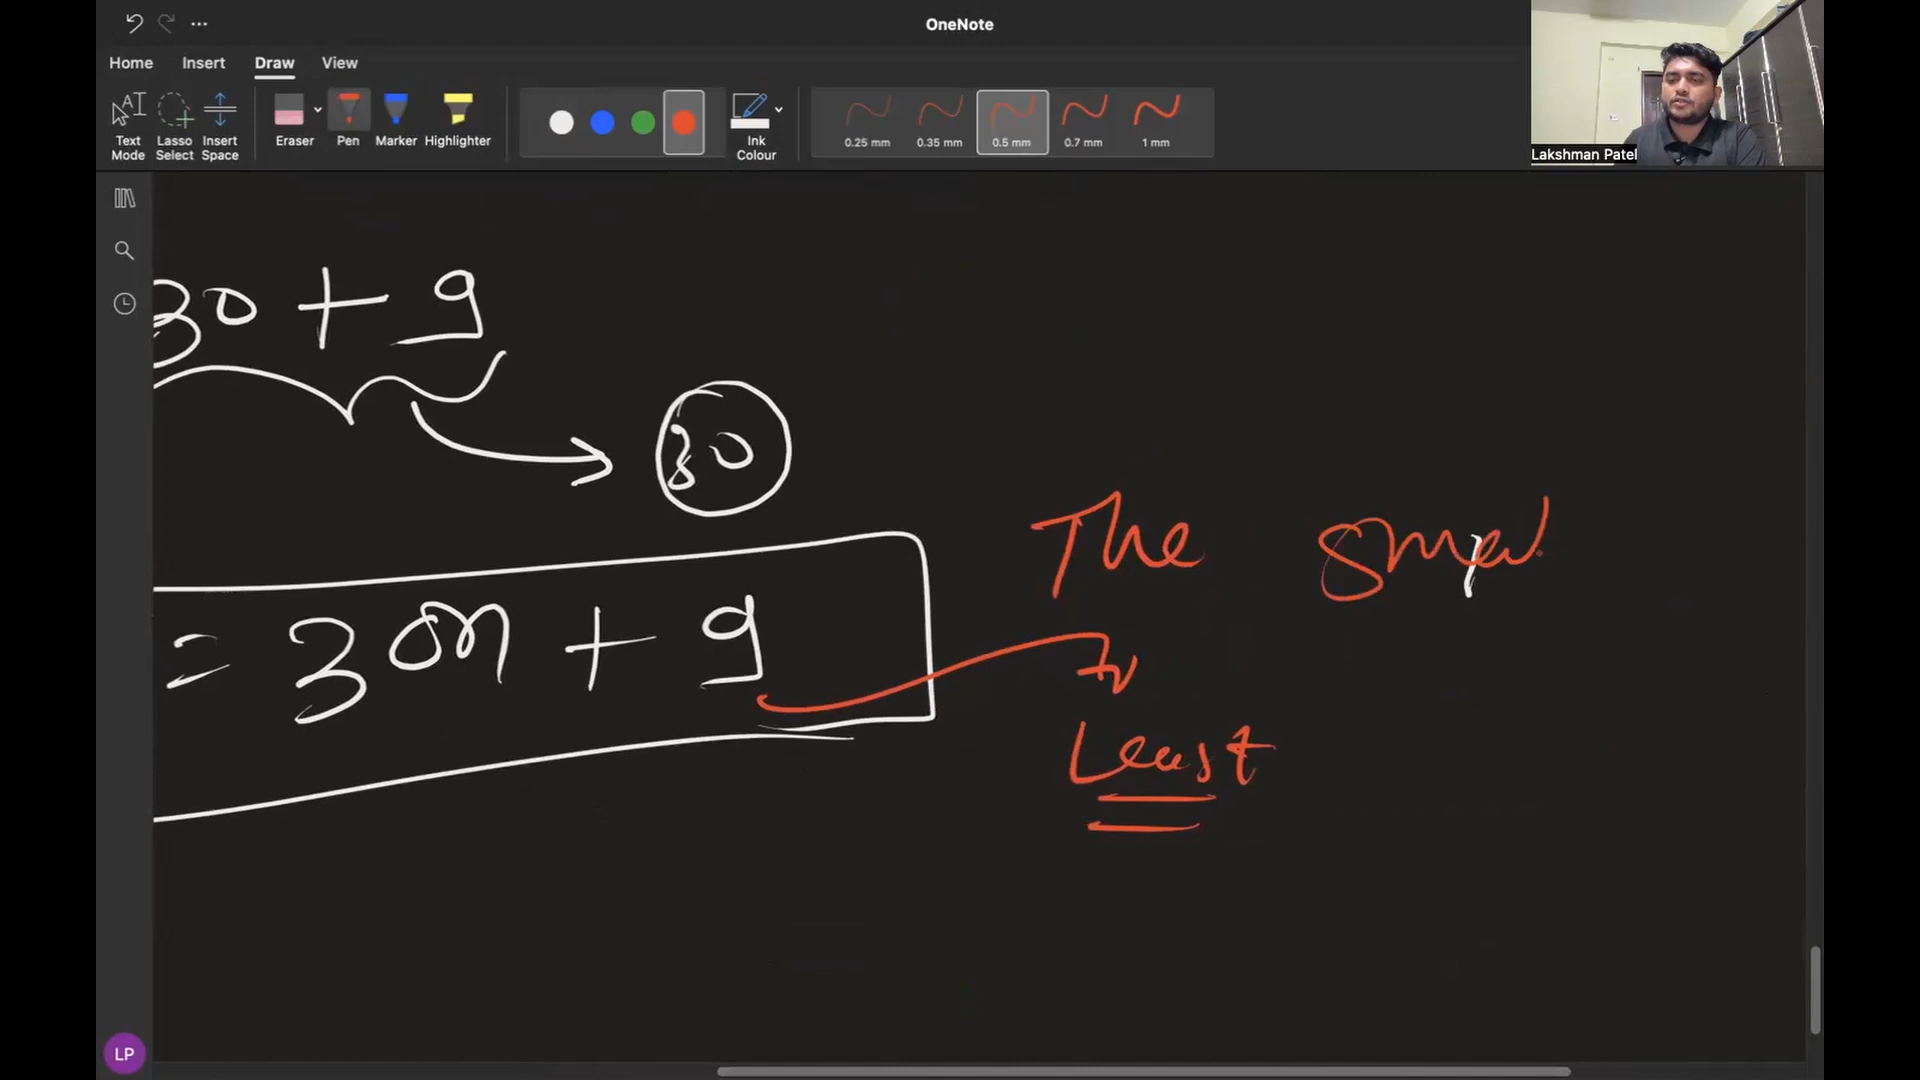 OneNote
Home Insert Draw View
Text Mode
Lasso Select
Insert Space
Eraser
Pen
Marker
Highlighter
Ink Colour
0.25 mm
0.35 mm
0.5 mm
0.7 mm
1 mm
Lakshman Patel
30 + 9
30
= 30n + 9
The
Least
LP